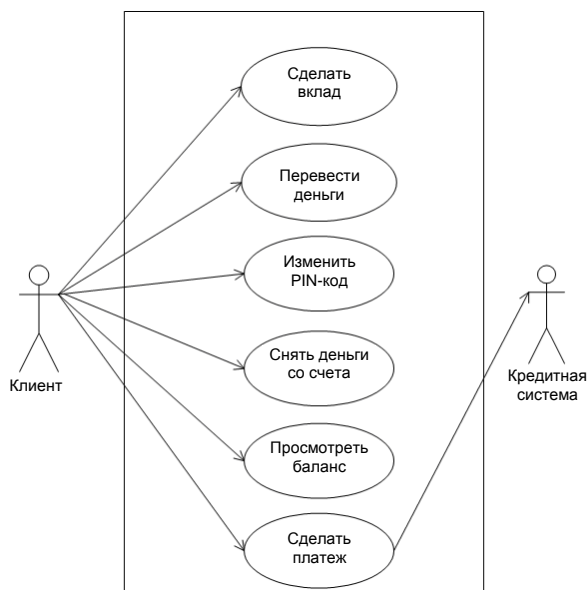 Сделать
вклад
Перевести
деньги
Изменить
PIN-код
Снять деньги
со счета
Просмотреть
баланс
Сделать
платеж
Клиент
Кредитная
система